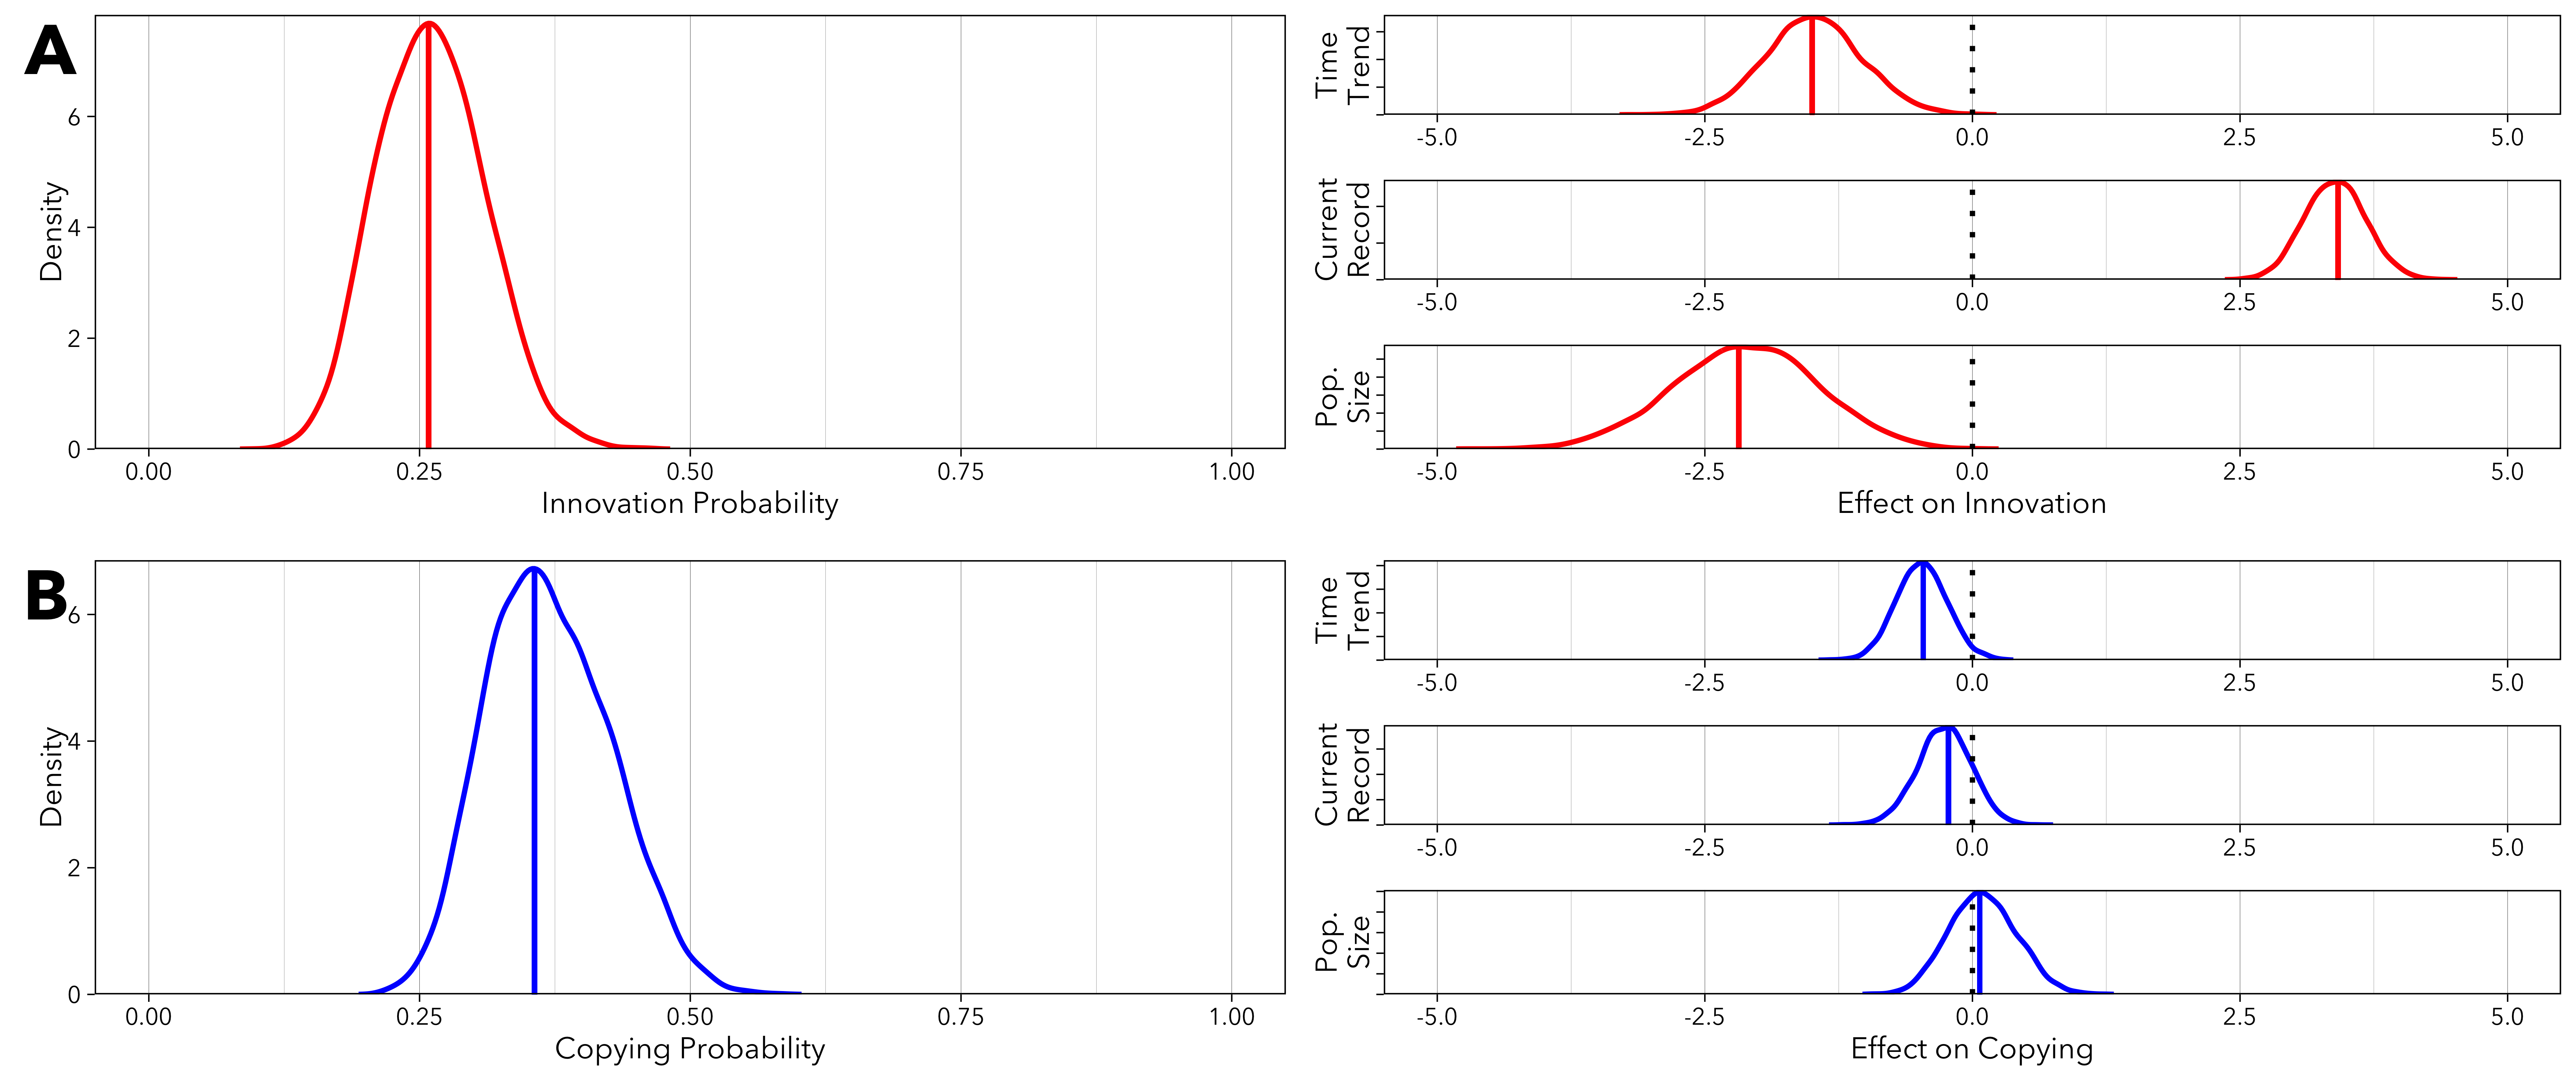 A
Density
6
4
2
0
0.00 0.25 0.50 0.75 1.00
Innovation Probability
Time
Trend
-5.0 -2.5 0.0 2.5 5.0
Current
Record
-5.0 -2.5 0.0 2.5 5.0
Pop.
Size
-5.0 -2.5 0.0 2.5 5.0
Effect on Innovation
B
Density
6
4
2
0
0.00 0.25 0.50 0.75 1.00
Copying Probability
Time
Trend
-5.0 -2.5 0.0 2.5 5.0
Current
Record
-5.0 -2.5 0.0 2.5 5.0
Pop.
Size
-5.0 -2.5 0.0 2.5 5.0
Effect on Copying